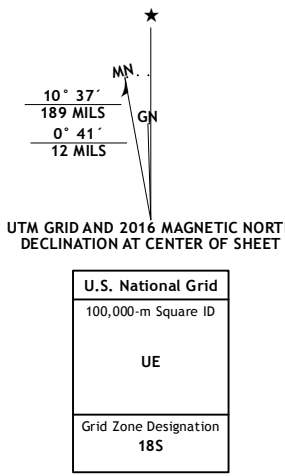 MN
GN
10° 37´
189 MILS
0° 41´
12 MILS
UTM GRID AND 2016 MAGNETIC NORT
DECLINATION AT CENTER OF SHEET
U.S. National Grid
100,000-m Square ID
UE
Grid Zone Designation
18S